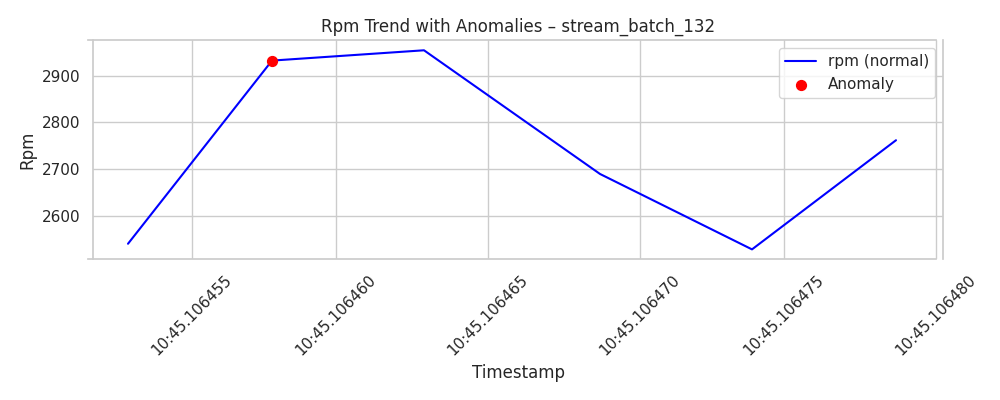 Rpm Trend with Anomalies – stream_batch_132
rpm (normal)
Anomaly
Rpm
2900
2800
2700
2600
10:45.106455
10:45.106460
10:45.106465
10:45.106470
10:45.106475
10:45.106480
Timestamp